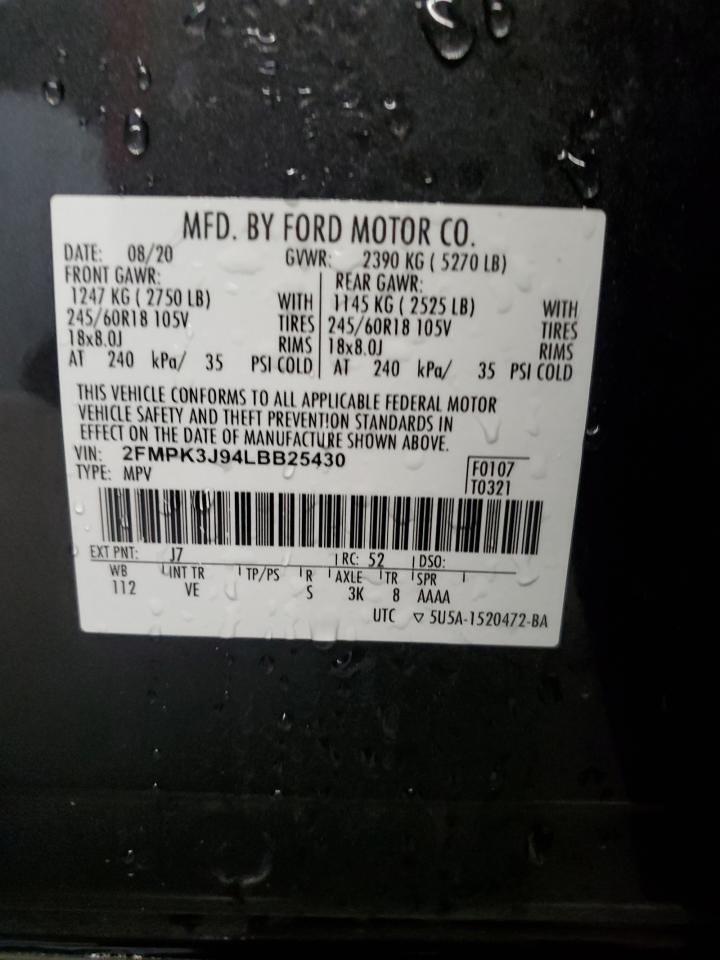 MFD. BY FORD MOTOR CO.
DATE: 08/20 GVWR: 2390 KG ( 5270 LB)
FRONT GAWR: REAR GAWR:
1247 KG ( 2750 LB) WITH 1145 KG ( 2525 LB) WITH
245/60R18 105V TIRES 245/60R18 105V TIRES
18x8.0J RIMS 18x8.0J RIMS
AT 240 kPa/ 35 PSI COLD AT 240 kPa/ 35 PSI COLD
THIS VEHICLE CONFORMS TO ALL APPLICABLE FEDERAL MOTOR
VEHICLE SAFETY AND THEFT PREVENTION STANDARDS IN
EFFECT ON THE DATE OF MANUFACTURE SHOWN ABOVE.
VIN: 2FMPK3J94LBB25430 F0107
TYPE: MPV T0321
EXT PNT: J7 RC: 52 DSO:
WB INT TR TP/PS R AXLE TR SPR
112 VE S 3K 8 AAAA
UTC ▽ 5U5A-1520472-BA